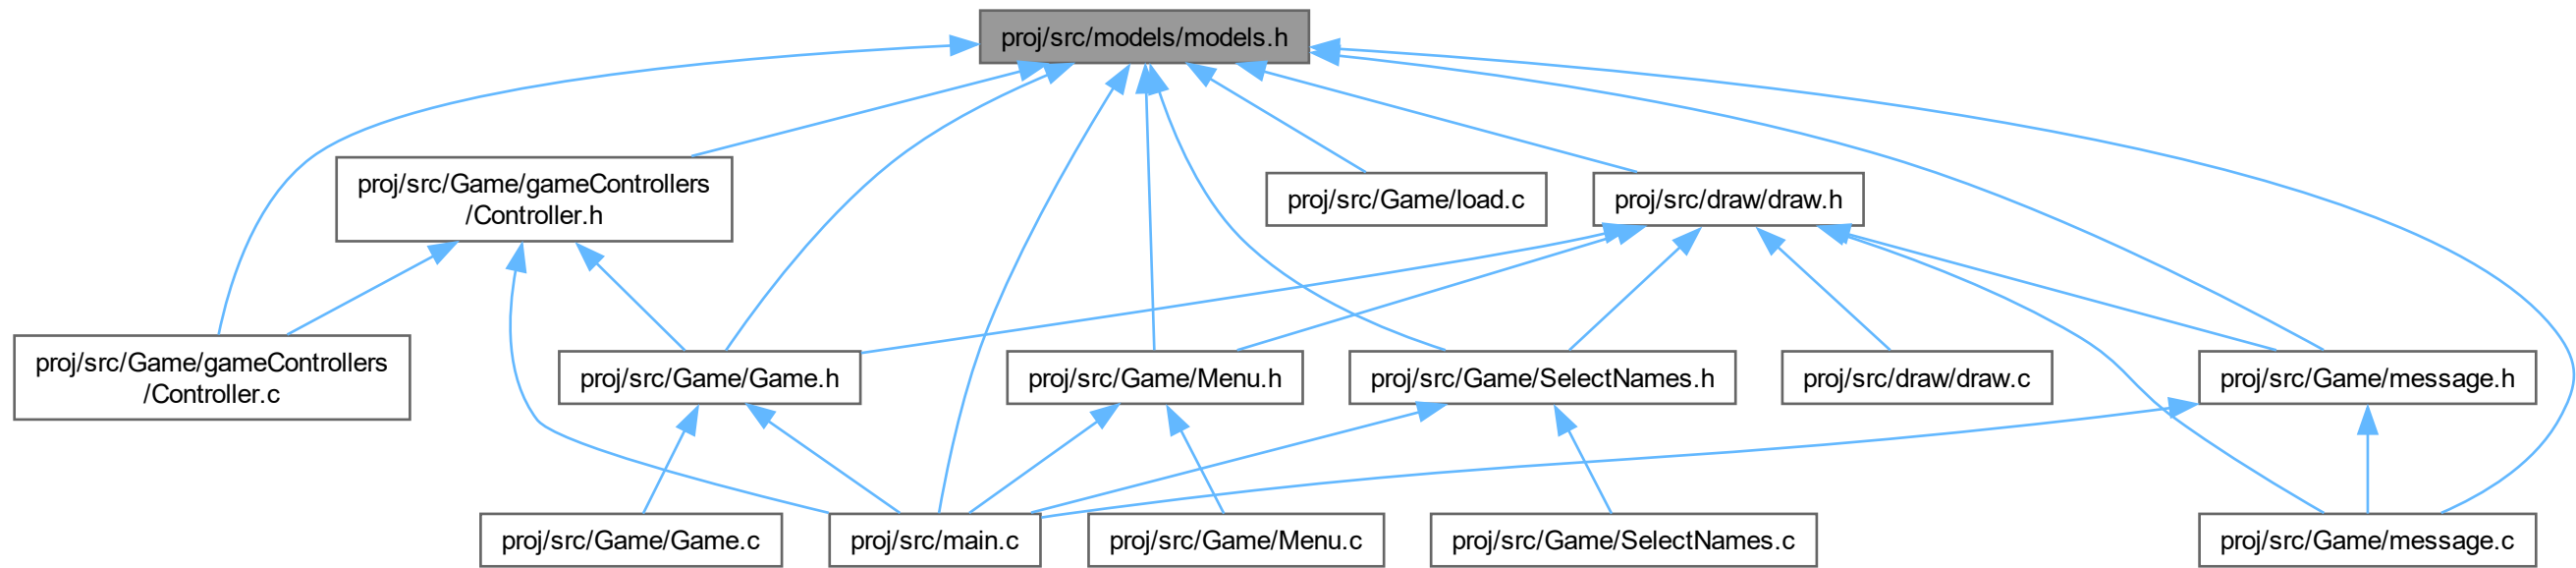 proj/src/models/models.h
proj/src/Game/gameControllers
/Controller.h
proj/src/Game/load.c
proj/src/draw/draw.h
proj/src/Game/gameControllers
/Controller.c
proj/src/Game/Game.h
proj/src/Game/Menu.h
proj/src/Game/SelectNames.h
proj/src/draw/draw.c
proj/src/Game/message.h
proj/src/Game/Game.c
proj/src/main.c
proj/src/Game/Menu.c
proj/src/Game/SelectNames.c
proj/src/Game/message.c